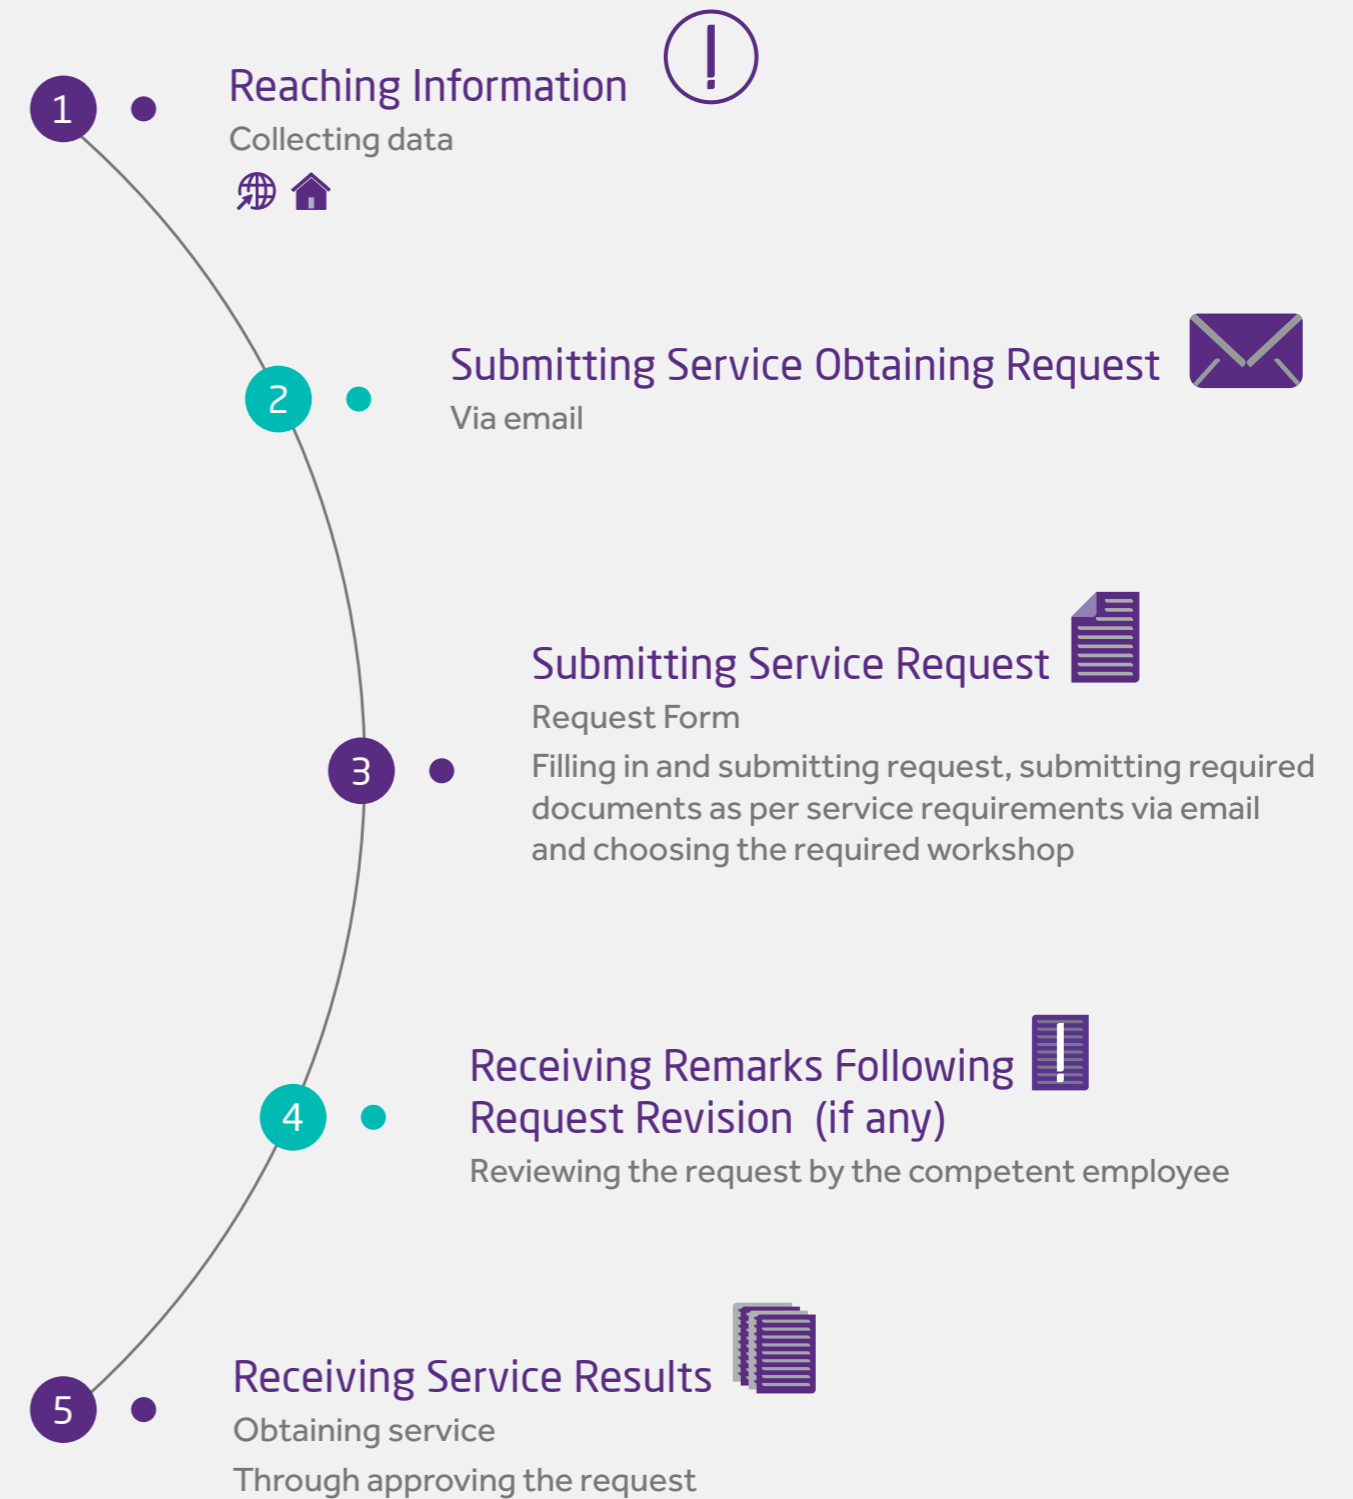 1
Reaching Information
Collecting data
2
Submitting Service Obtaining Request
Via email
3
Submitting Service Request
Request Form
Filling in and submitting request, submitting required
documents as per service requirements via email
and choosing the required workshop
4
Receiving Remarks Following
Request Revision (if any)
Reviewing the request by the competent employee
5
Receiving Service Results
Obtaining service
Through approving the request